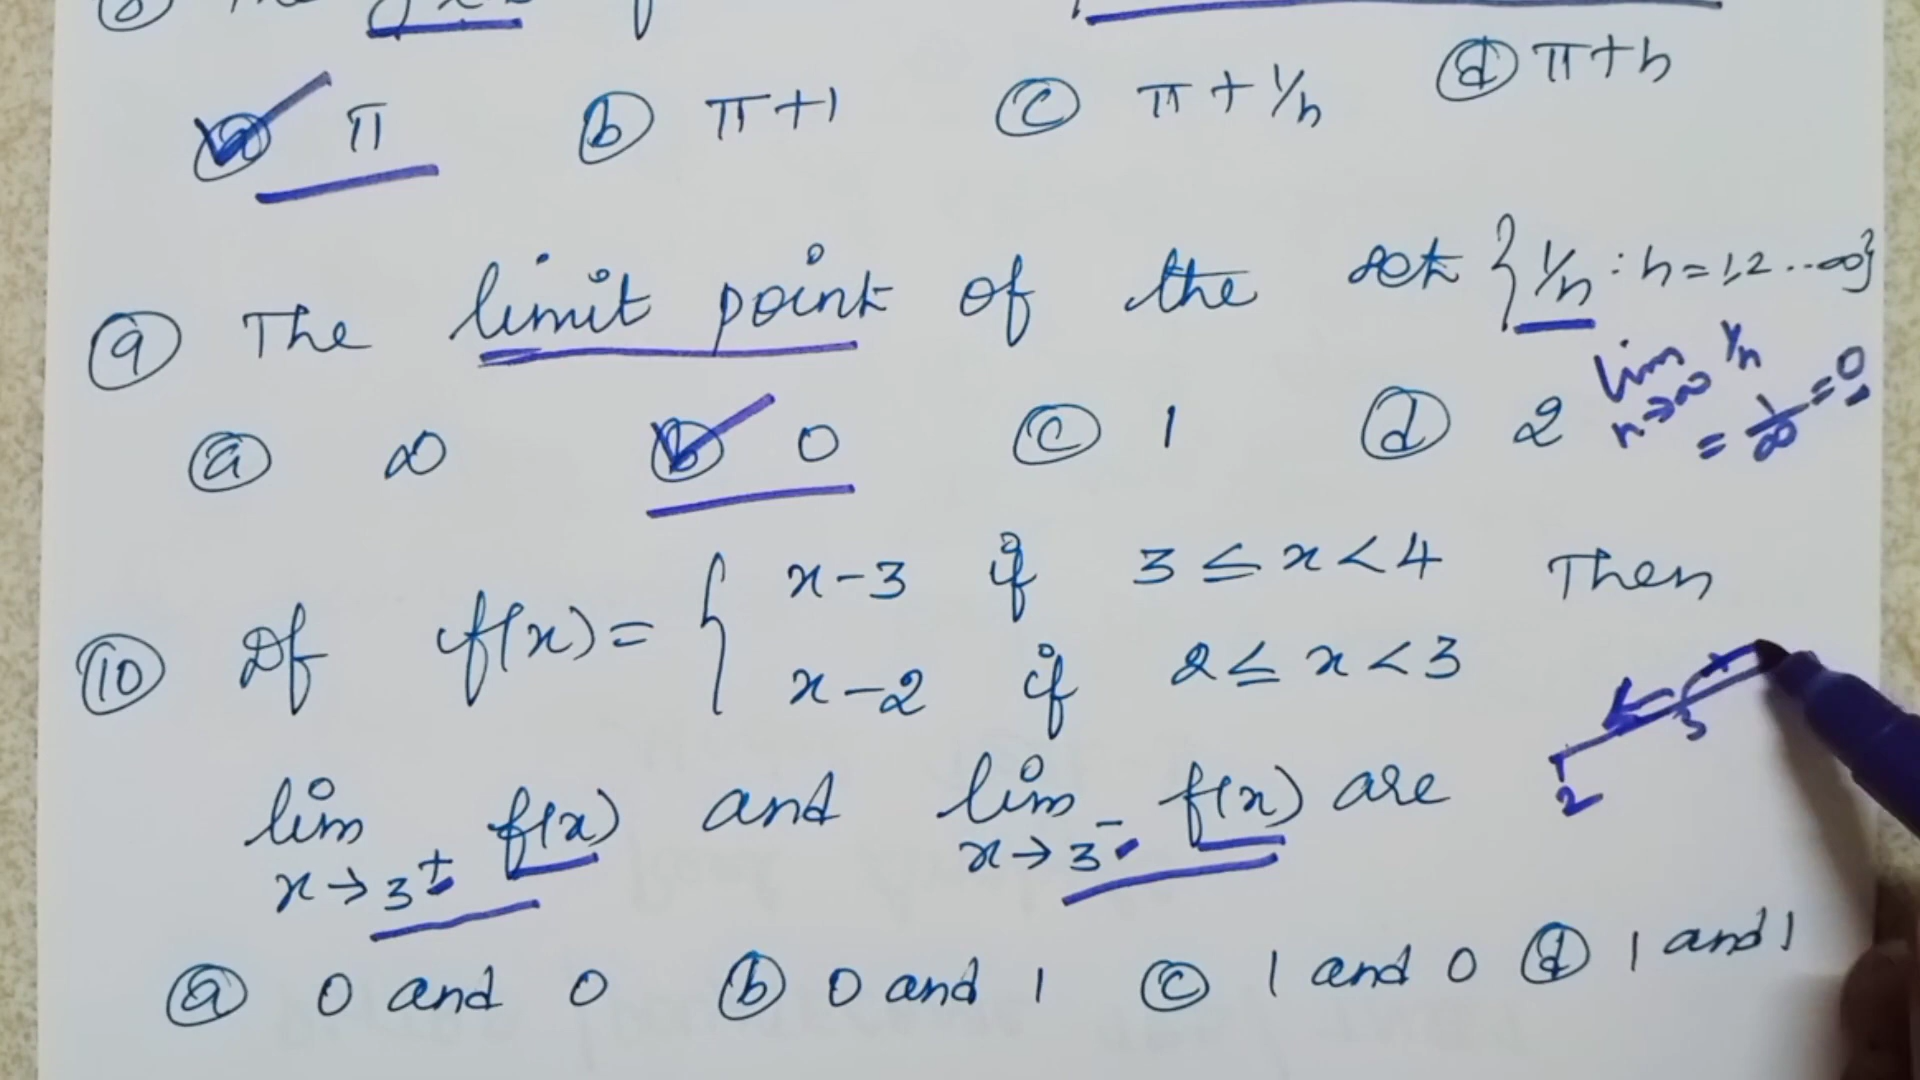 ⓐ π ⓑ π+1 ⓒ π+1/n ⓓ π+n
⑨ The limit point of the set {1/n : n=1,2...∞}
lim n→∞ 1/n
= 1/∞ = 0
ⓐ ∞ ⓑ 0 ⓒ 1 ⓓ 2
⑩ If f(x)= { x-3 if 3≤x<4 Then
x-2 if 2≤x<3
2 3
lim x→3+ f(x) and lim x→3- f(x) are
ⓐ 0 and 0 ⓑ 0 and 1 ⓒ 1 and 0 ⓓ 1 and 1